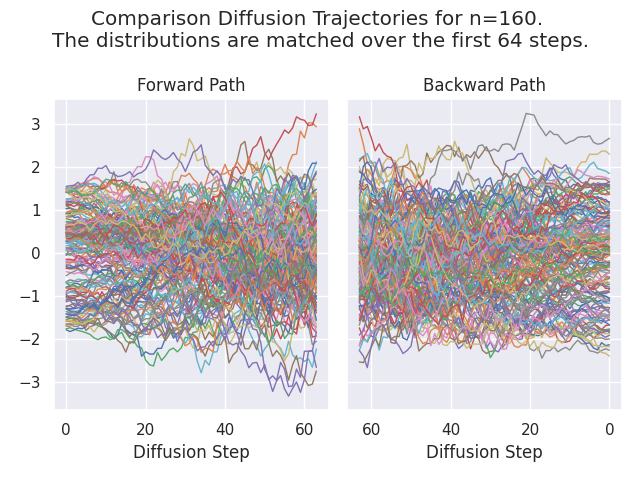 Comparison Diffusion Trajectories for n=160.
The distributions are matched over the first 64 steps.
Forward Path
Backward Path
3
2
1
0
−1
−2
−3
0 20 40 60
60 40 20 0
Diffusion Step
Diffusion Step